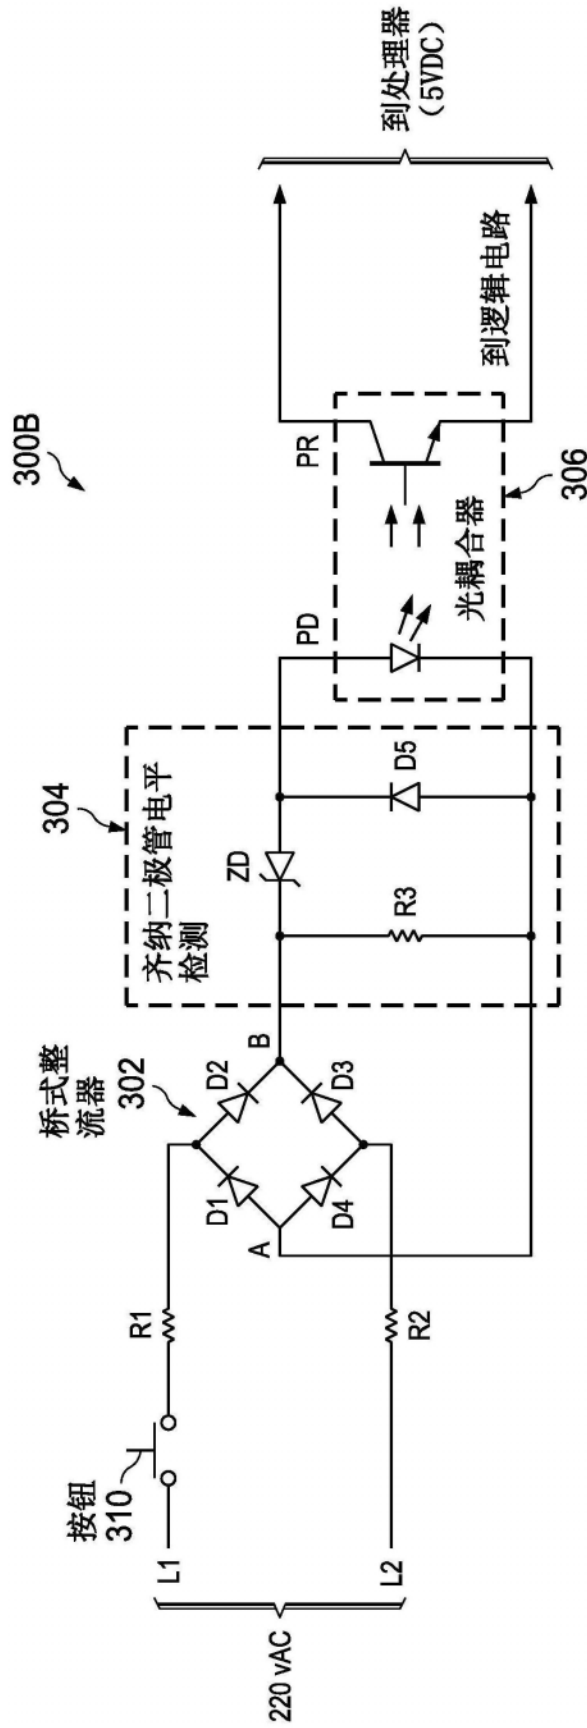 300B
按钮
310
L1
L2
220 vAC
R1
R2
桥式整
流器
302
D1
D2
D3
D4
A
B
304
齐纳二极管电平
检测
ZD
R3
D5
PD
PR
光耦合器
306
到处理器
(5VDC)
到逻辑电路